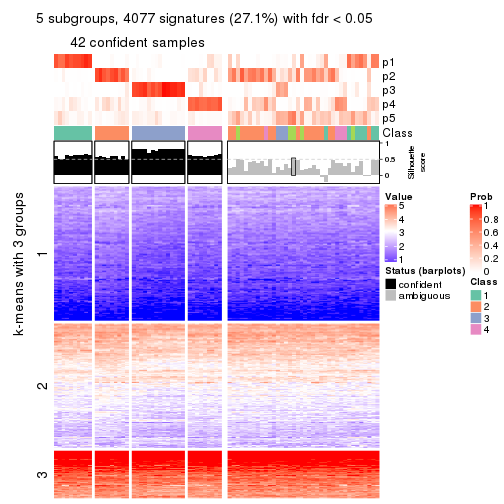 5 subgroups, 4077 signatures (27.1%) with fdr < 0.05
42 confident samples
p1
p2
p3
p4
p5
Class
1
0.5
0
Silhouette
score
k-means with 3 groups
1
2
3
Value
5
4
3
2
1
Status (barplots)
confident
ambiguous
Prob
1
0.8
0.6
0.4
0.2
0
Class
1
2
3
4